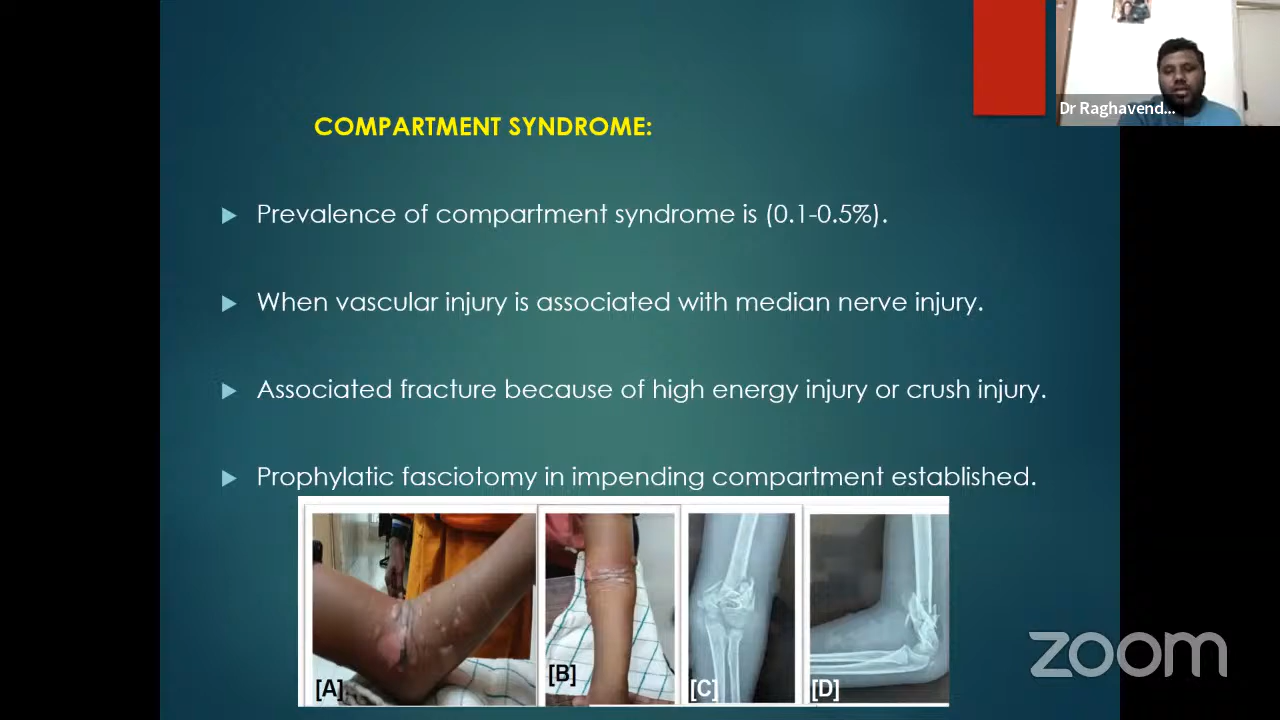 Dr Raghavend...
COMPARTMENT SYNDROME:
Prevalence of compartment syndrome is (0.1-0.5%).
When vascular injury is associated with median nerve injury.
Associated fracture because of high energy injury or crush injury.
Prophylatic fasciotomy in impending compartment established.
[A]
[B]
[C]
[D]
zoom